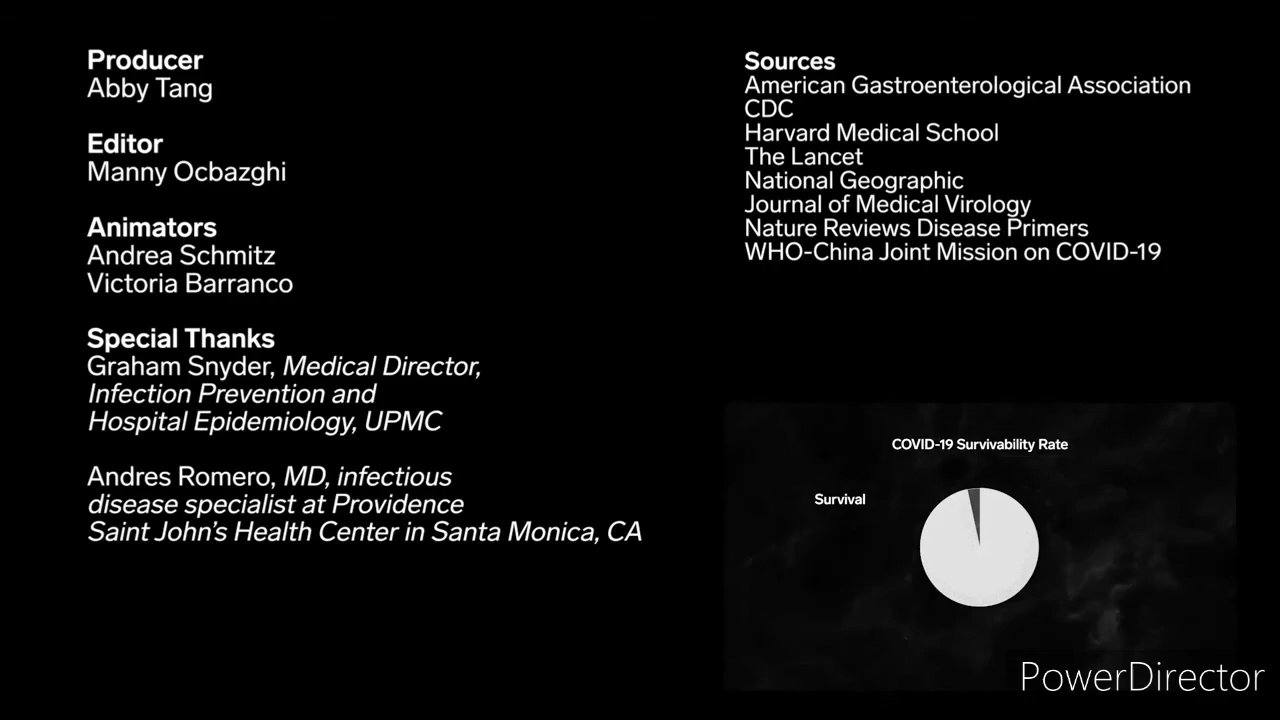 Producer
Abby Tang
Editor
Manny Ocbazghi
Animators
Andrea Schmitz
Victoria Barranco
Special Thanks
Graham Snyder, Medical Director,
Infection Prevention and
Hospital Epidemiology, UPMC
Andres Romero, MD, infectious
disease specialist at Providence
Saint John's Health Center in Santa Monica, CA
Sources
American Gastroenterological Association
CDC
Harvard Medical School
The Lancet
National Geographic
Journal of Medical Virology
Nature Reviews Disease Primers
WHO-China Joint Mission on COVID-19
COVID-19 Survivability Rate
Survival
PowerDirector